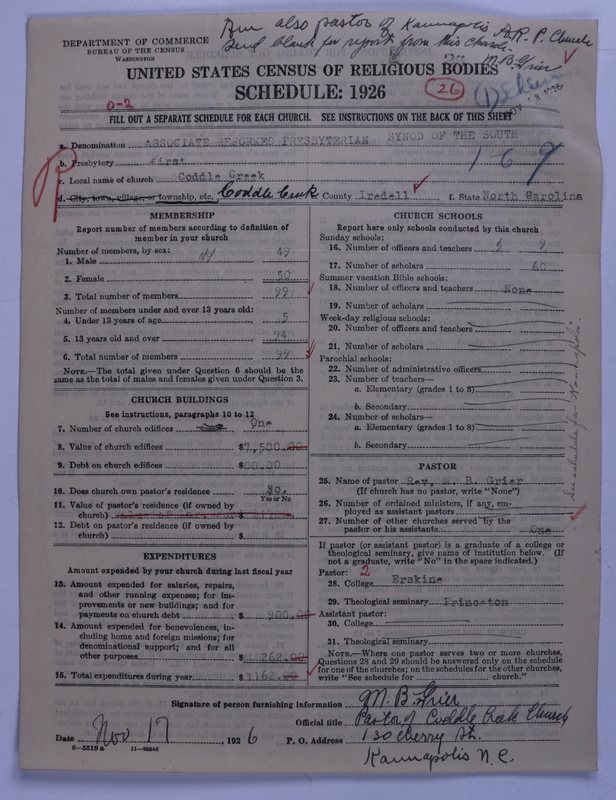 Am also pastor of Kannapolis A.R.P. Church
Send blank for report from this church.
M.B. Grier
DEPARTMENT OF COMMERCE
BUREAU OF THE CENSUS
WASHINGTON
UNITED STATES CENSUS OF RELIGIOUS BODIES
SCHEDULE: 1926
26
NOV 18 1926
0-2
FILL OUT A SEPARATE SCHEDULE FOR EACH CHURCH. SEE INSTRUCTIONS ON THE BACK OF THIS SHEET
a. Denomination ASSOCIATE REFORMED PRESBYTERIAN SYNOD OF THE SOUTH
b. Presbytery First
1-69
c. Local name of church Coddle Creek
d. City, town, village, or township, etc. Coddle Creek e. County Iredell f. State North Carolina
MEMBERSHIP
Report number of members according to definition of
member in your church
Number of members, by sex:
1. Male 49
2. Female 50
3. Total number of members 99
Number of members under and over 13 years old:
4. Under 13 years of age 5
5. 13 years old and over 94
6. Total number of members 99
NOTE.—The total given under Question 6 should be
the same as the total of males and females given under Question 3.
CHURCH BUILDINGS
See instructions, paragraphs 10 to 12
7. Number of church edifices One
8. Value of church edifices $7,500.00
9. Debt on church edifices $00.00
10. Does church own pastor's residence No.
Yes or No
11. Value of pastor's residence (if owned by
church) $
12. Debt on pastor's residence (if owned by
church) $
EXPENDITURES
Amount expended by your church during last fiscal year
13. Amount expended for salaries, repairs,
and other running expenses; for im-
provements or new buildings; and for
payments on church debt $ 900.00
14. Amount expended for benevolences, in-
cluding home and foreign missions; for
denominational support; and for all
other purposes $ 262.00
15. Total expenditures during year $ 1162.00
CHURCH SCHOOLS
Report here only schools conducted by this church
Sunday schools:
16. Number of officers and teachers 9 9
17. Number of scholars 60
Summer vacation Bible schools:
18. Number of officers and teachers None
19. Number of scholars
Week-day religious schools:
20. Number of officers and teachers
21. Number of scholars
Parochial schools:
22. Number of administrative officers
23. Number of teachers—
a. Elementary (grades 1 to 8)
b. Secondary
24. Number of scholars—
a. Elementary (grades 1 to 8)
b. Secondary
See schedule for Kannapolis
PASTOR
25. Name of pastor Rev. M. B. Grier
(If church has no pastor, write "None")
26. Number of ordained ministers, if any, em-
ployed as assistant pastors
27. Number of other churches served by the
pastor or his assistants One
If pastor (or assistant pastor) is a graduate of a college or
theological seminary, give name of institution below. (If
not a graduate, write "No" in the space indicated.)
Pastor: 2
28. College Erskine
29. Theological seminary Princeton
Assistant pastor:
30. College
31. Theological seminary
NOTE.—Where one pastor serves two or more churches,
Questions 28 and 29 should be answered only on the schedule
for one of the churches; on the schedules for the other churches,
write "See schedule for church."
Signature of person furnishing information M. B. Grier
Official title Pastor of Coddle Creek Church
Date Nov 17, 1926 P. O. Address 130 Cherry St.
Kannapolis N.C.
8-5518 a